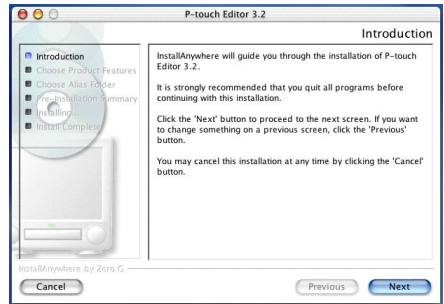 P-touch Editor 3.2
Introduction
Introduction
Choose Product Features
Choose Alias Folder
Pre-Installation Summary
Installing...
Install Complete
InstallAnywhere will guide you through the installation of P-touch
Editor 3.2.
It is strongly recommended that you quit all programs before
continuing with this installation.
Click the 'Next' button to proceed to the next screen. If you want
to change something on a previous screen, click the 'Previous'
button.
You may cancel this installation at any time by clicking the 'Cancel'
button.
InstallAnywhere by Zero G
Cancel
Previous
Next